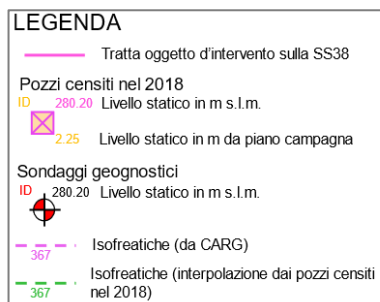 LEGENDA
Tratta oggetto d'intervento sulla SS38
Pozzi censiti nel 2018
ID 280.20 Livello statico in m s.l.m.
2.25 Livello statico in m da piano campagna
Sondaggi geognostici
ID 280.20 Livello statico in m s.l.m.
367 Isofreatiche (da CARG)
367 Isofreatiche (interpolazione dai pozzi censiti
nel 2018)